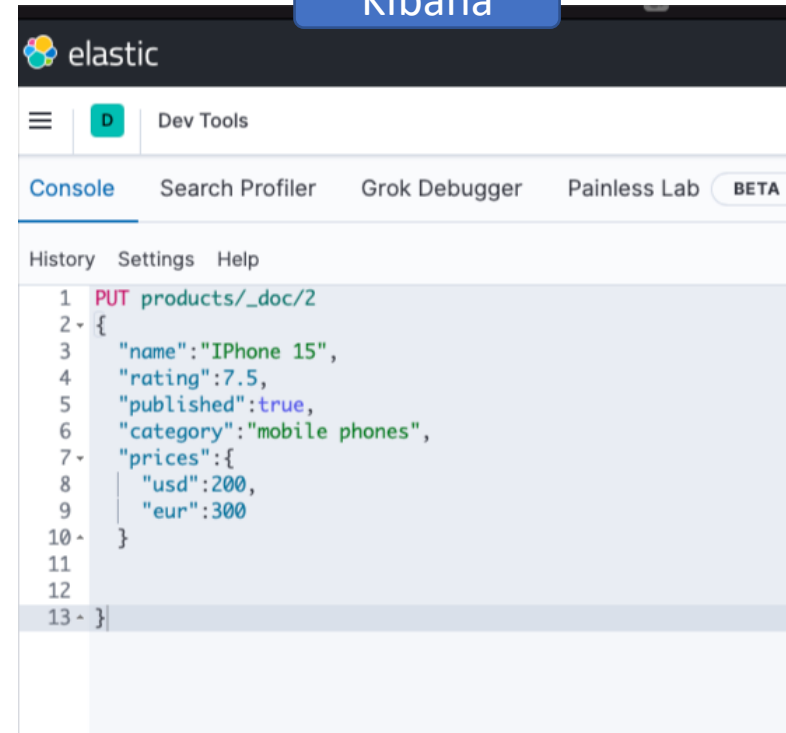 Kibana
elastic
D Dev Tools
Console Search Profiler Grok Debugger Painless Lab BETA
History Settings Help
1 PUT products/_doc/2
2 {
3 "name":"IPhone 15",
4 "rating":7.5,
5 "published":true,
6 "category":"mobile phones",
7 "prices":{
8 "usd":200,
9 "eur":300
10 }
11
12
13 }